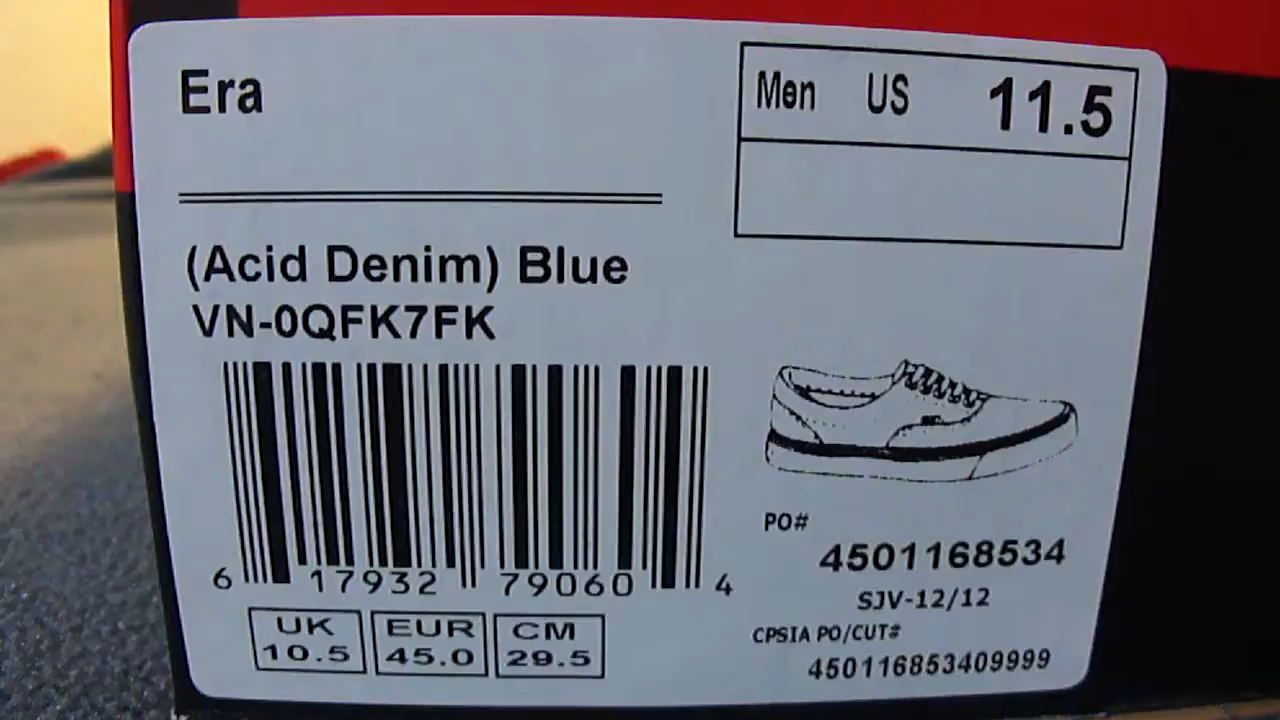 Era
Men US 11.5
(Acid Denim) Blue
VN-0QFK7FK
6 17932 79060 4
UK 10.5
EUR 45.0
CM 29.5
PO#
4501168534
SJV-12/12
CPSIA PO/CUT#
450116853409999